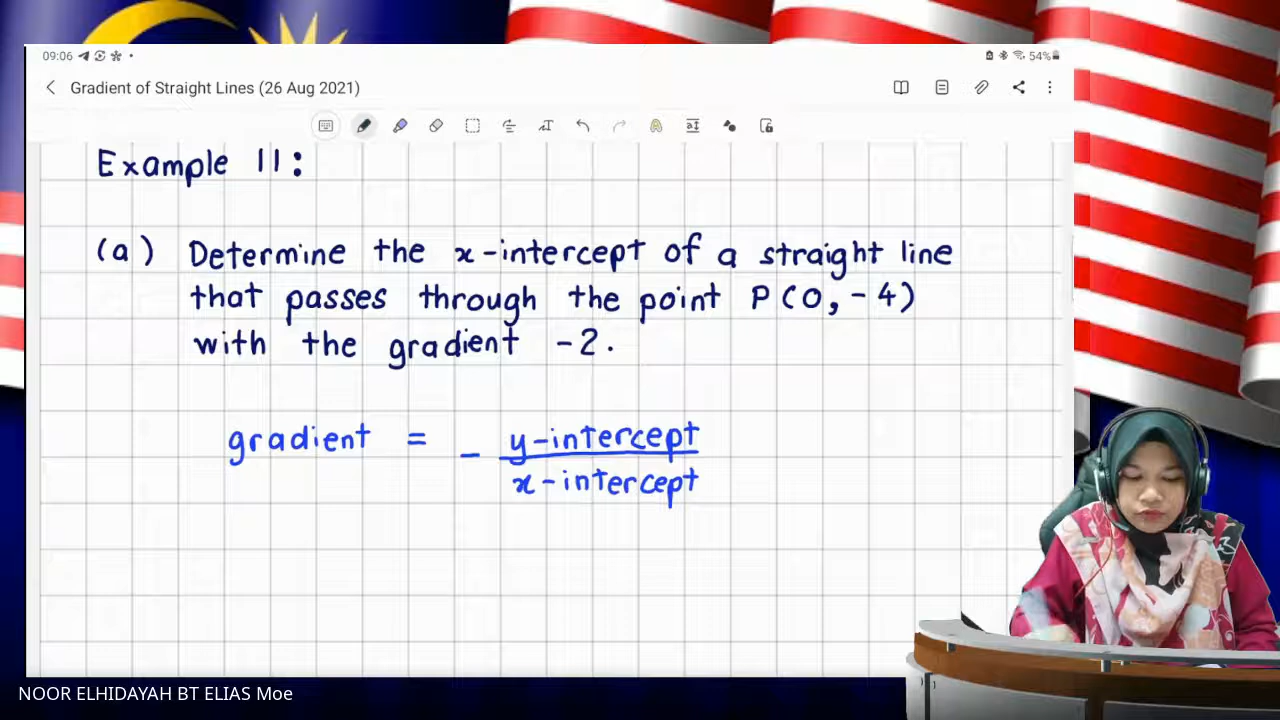 09:06
54%
Gradient of Straight Lines (26 Aug 2021)
Example 11:
(a) Determine the x-intercept of a straight line
that passes through the point P(0, -4)
with the gradient -2.
gradient = - y-intercept
x-intercept
NOOR ELHIDAYAH BT ELIAS Moe